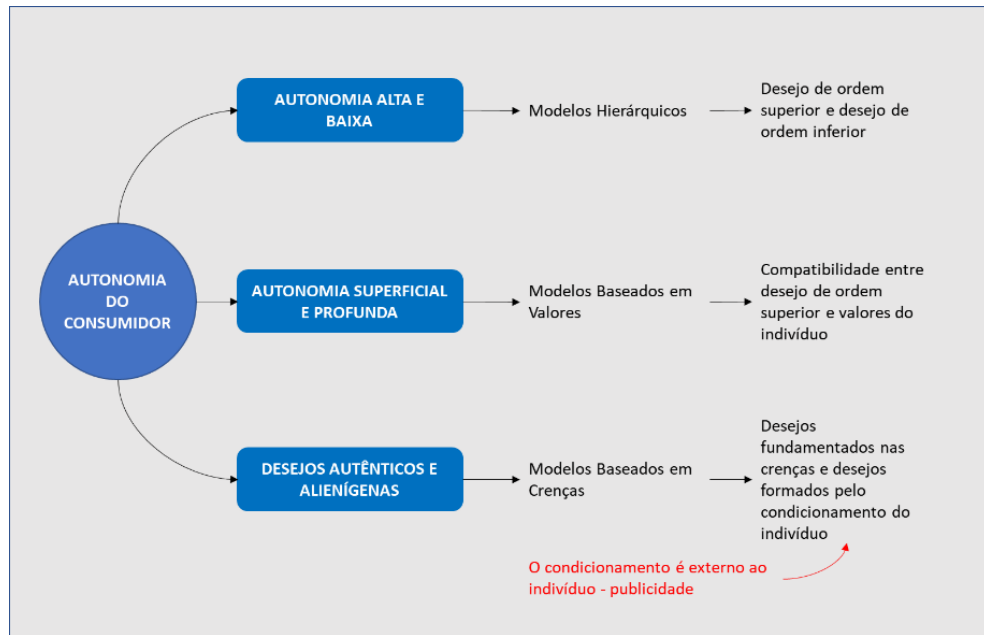 AUTONOMIA ALTA E
BAIXA
Modelos Hierárquicos
Desejo de ordem
superior e desejo de
ordem inferior
AUTONOMIA
DO
CONSUMIDOR
AUTONOMIA SUPERFICIAL
E PROFUNDA
Modelos Baseados em
Valores
Compatibilidade entre
desejo de ordem
superior e valores do
indivíduo
DESEJOS AUTÊNTICOS E
ALIENÍGENAS
Modelos Baseados em
Crenças
Desejos
fundamentados nas
crenças e desejos
formados pelo
condicionamento do
indivíduo
O condicionamento é externo ao
indivíduo - publicidade